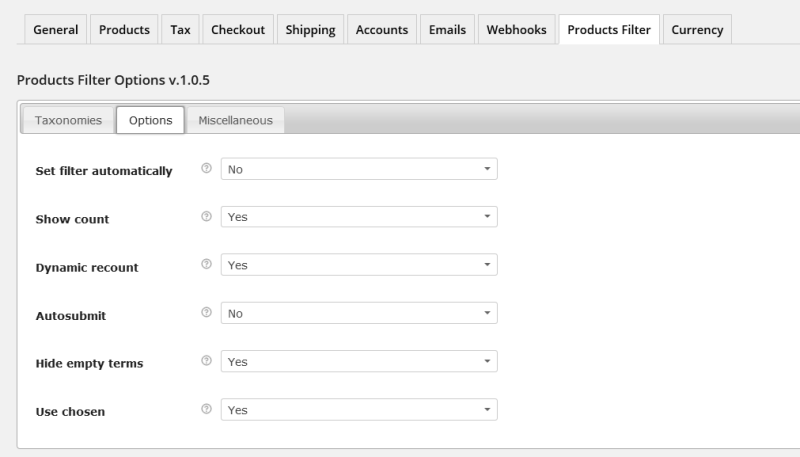 General Products Tax Checkout Shipping Accounts Emails Webhooks Products Filter Currency
Products Filter Options v.1.0.5
Taxonomies Options Miscellaneous
Set filter automatically ? No
Show count ? Yes
Dynamic recount ? Yes
Autosubmit ? No
Hide empty terms ? Yes
Use chosen ? Yes